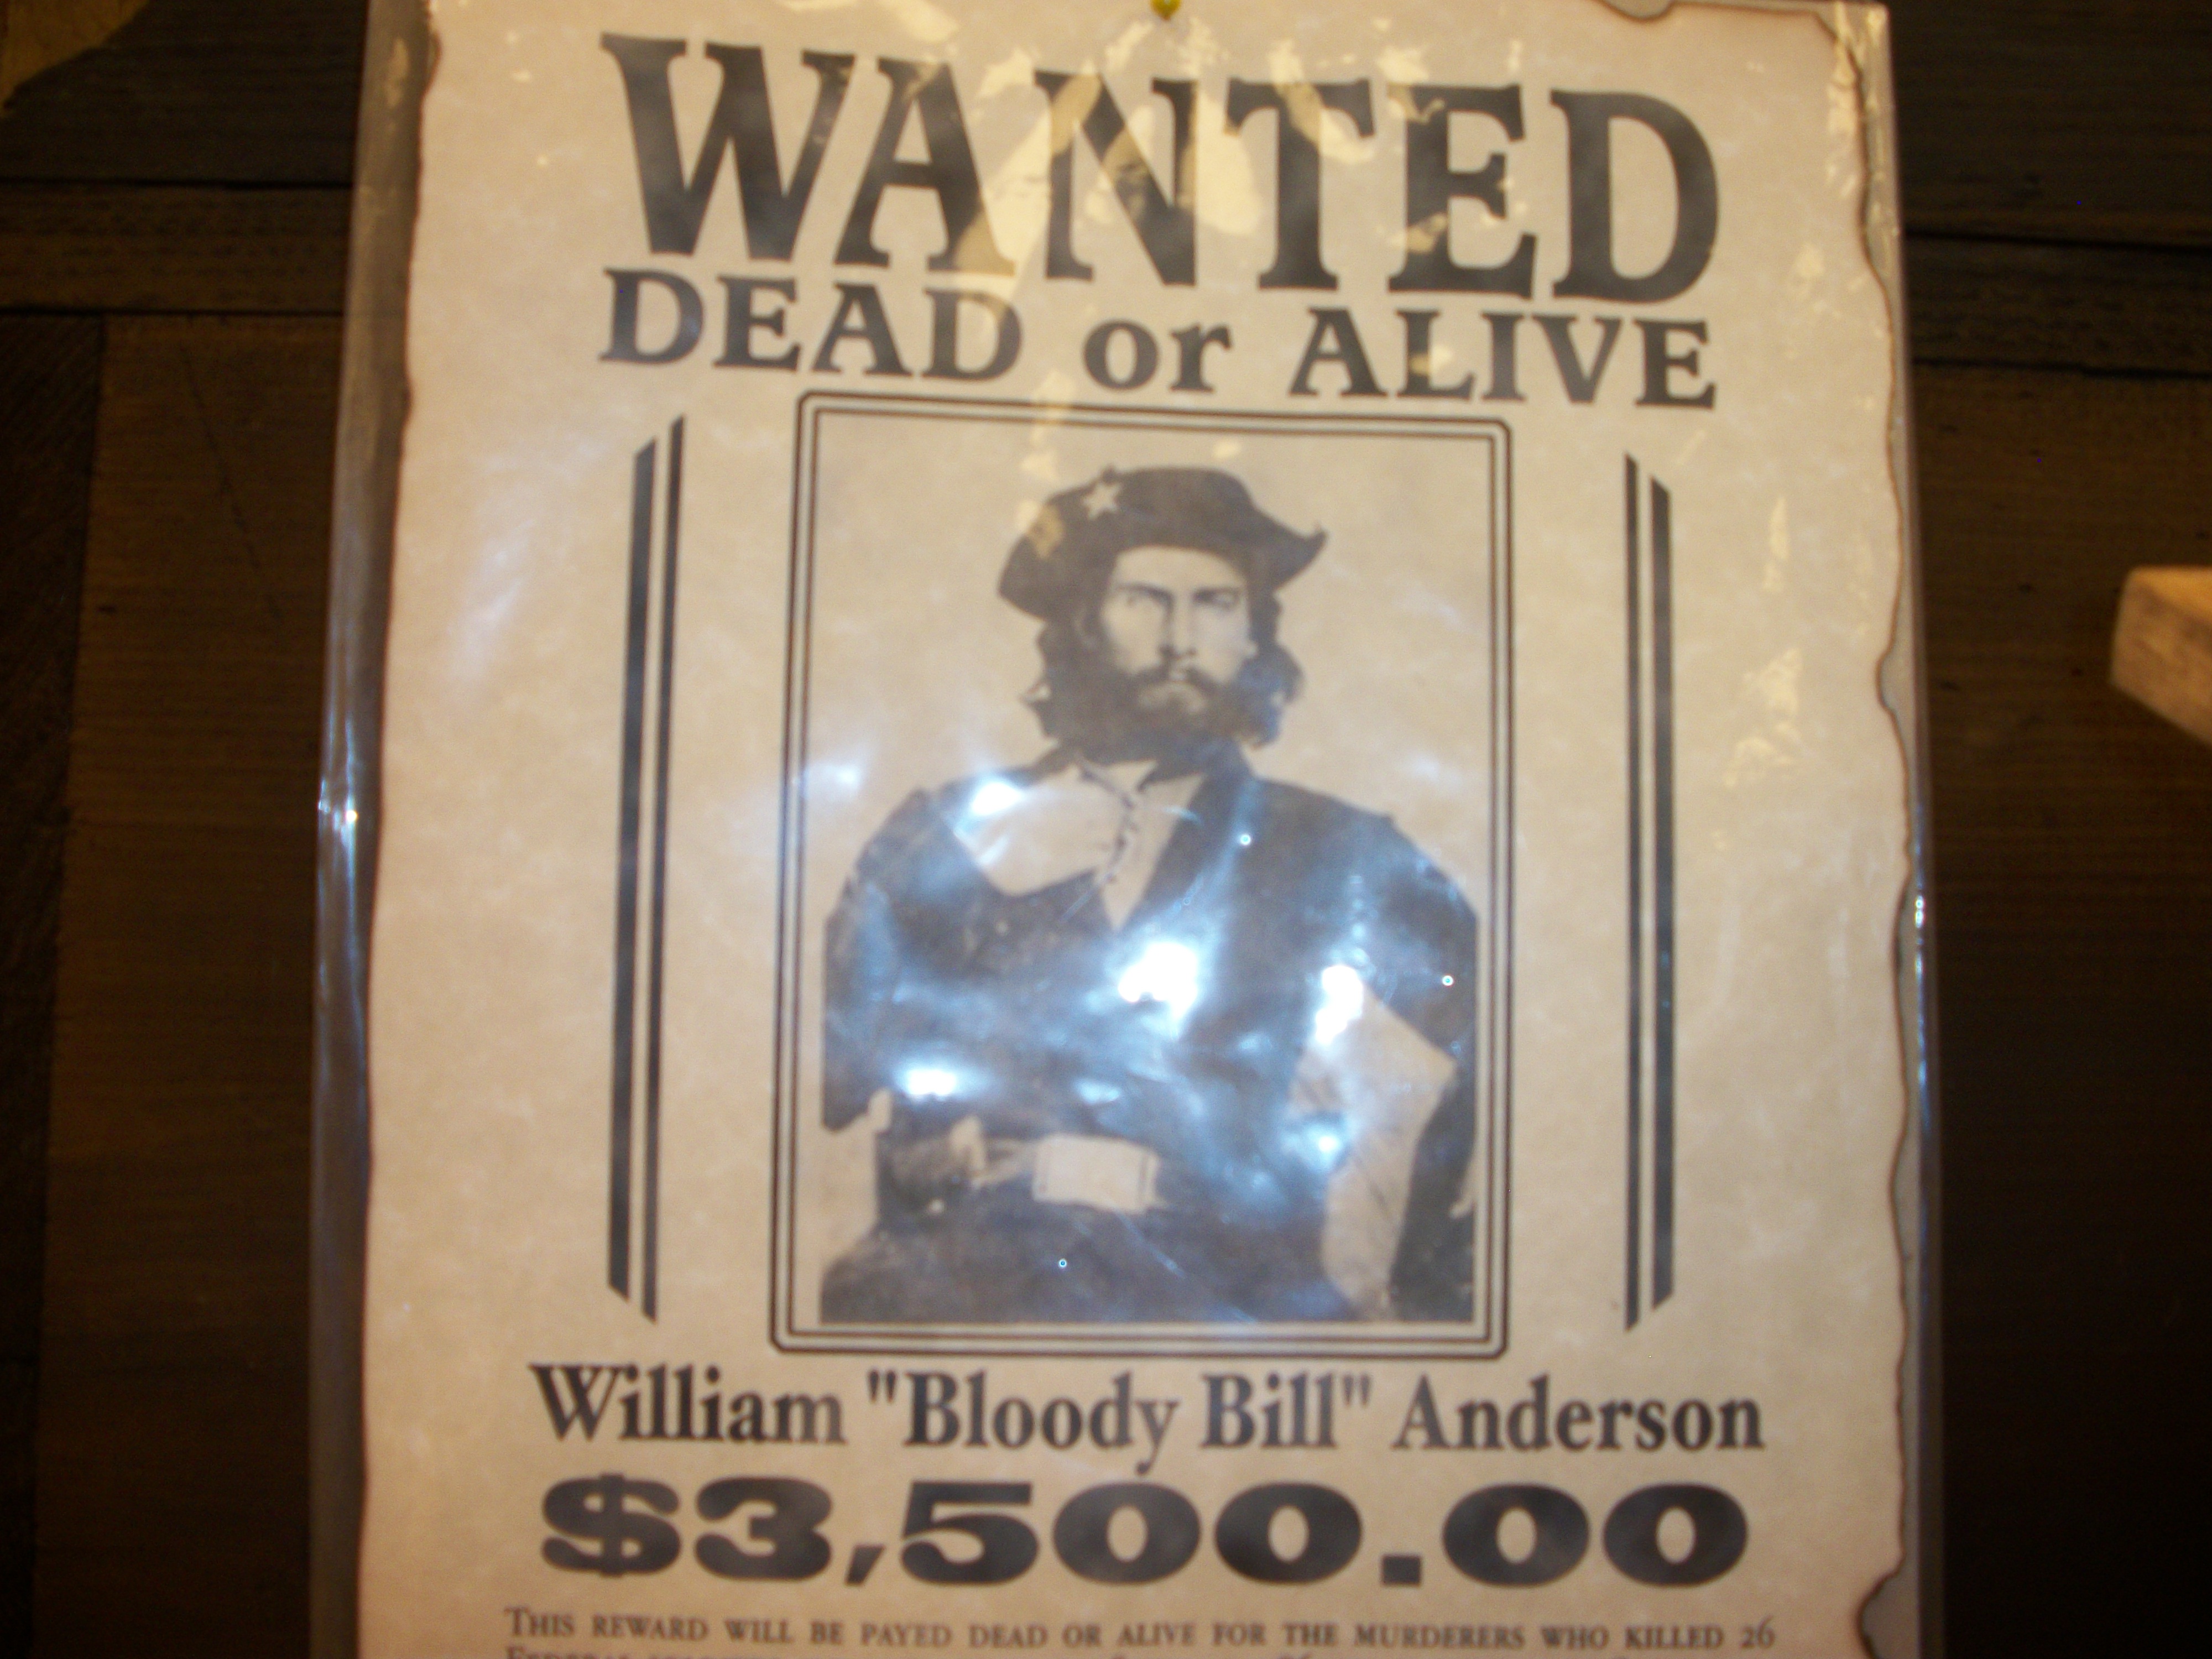 WANTED
DEAD or ALIVE
William "Bloody Bill" Anderson
$3,500.00
THIS REWARD WILL BE PAYED DEAD OR ALIVE FOR THE MURDERERS WHO KILLED 26